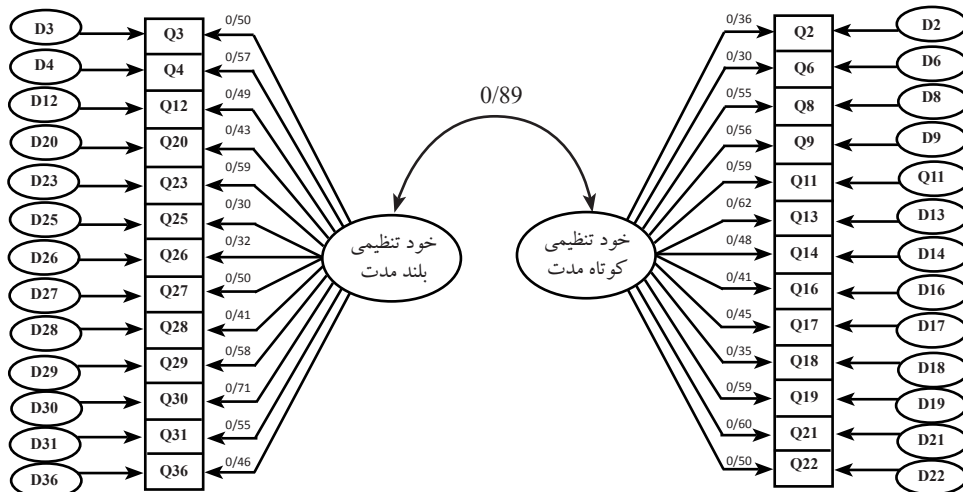 D3 Q3 0/50
D4 Q4 0/57
D12 Q12 0/49
D20 Q20 0/43
D23 Q23 0/59
D25 Q25 0/30
D26 Q26 0/32
D27 Q27 0/50
D28 Q28 0/41
D29 Q29 0/58
D30 Q30 0/71
D31 Q31 0/55
D36 Q36 0/46
خود تنظیمی
بلند مدت
0/89
خود تنظیمی
کوتاه مدت
0/36 Q2 D2
0/30 Q6 D6
0/55 Q8 D8
0/56 Q9 D9
0/59 Q11 Q11
0/62 Q13 D13
0/48 Q14 D14
0/41 Q16 D16
0/45 Q17 D17
0/35 Q18 D18
0/59 Q19 D19
0/60 Q21 D21
0/50 Q22 D22